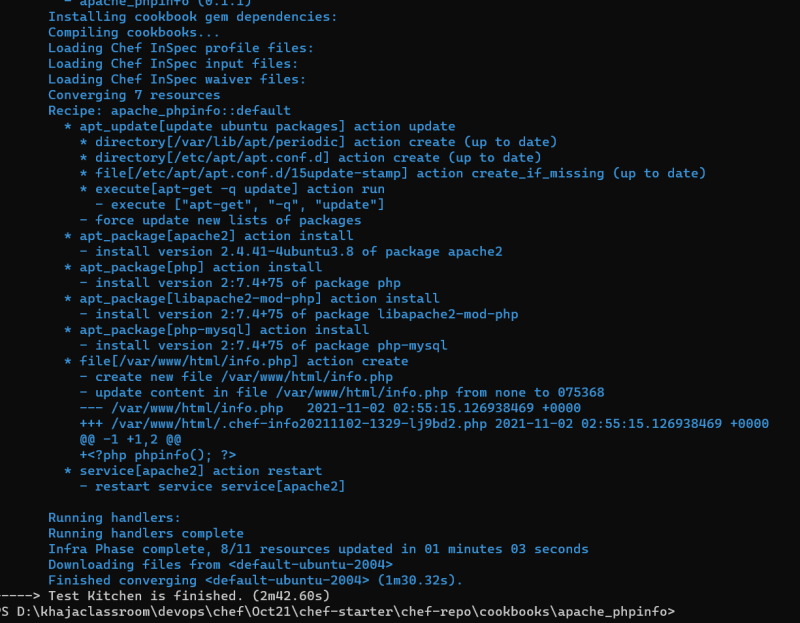 - apache_phpinfo (0.1.1)
Installing cookbook gem dependencies:
Compiling cookbooks...
Loading Chef InSpec profile files:
Loading Chef InSpec input files:
Loading Chef InSpec waiver files:
Converging 7 resources
Recipe: apache_phpinfo::default
* apt_update[update ubuntu packages] action update
* directory[/var/lib/apt/periodic] action create (up to date)
* directory[/etc/apt/apt.conf.d] action create (up to date)
* file[/etc/apt/apt.conf.d/15update-stamp] action create_if_missing (up to date)
* execute[apt-get -q update] action run
- execute ["apt-get", "-q", "update"]
- force update new lists of packages
* apt_package[apache2] action install
- install version 2.4.41-4ubuntu3.8 of package apache2
* apt_package[php] action install
- install version 2:7.4+75 of package php
* apt_package[libapache2-mod-php] action install
- install version 2:7.4+75 of package libapache2-mod-php
* apt_package[php-mysql] action install
- install version 2:7.4+75 of package php-mysql
* file[/var/www/html/info.php] action create
- create new file /var/www/html/info.php
- update content in file /var/www/html/info.php from none to 075368
--- /var/www/html/info.php   2021-11-02 02:55:15.126938469 +0000
+++ /var/www/html/.chef-info20211102-1329-lj9bd2.php 2021-11-02 02:55:15.126938469 +0000
@@ -1 +1,2 @@
+<?php phpinfo(); ?>
* service[apache2] action restart
- restart service service[apache2]
Running handlers:
Running handlers complete
Infra Phase complete, 8/11 resources updated in 01 minutes 03 seconds
Downloading files from <default-ubuntu-2004>
Finished converging <default-ubuntu-2004> (1m30.32s).
----> Test Kitchen is finished. (2m42.60s)
PS D:\khajaclassroom\devops\chef\Oct21\chef-starter\chef-repo\cookbooks\apache_phpinfo>